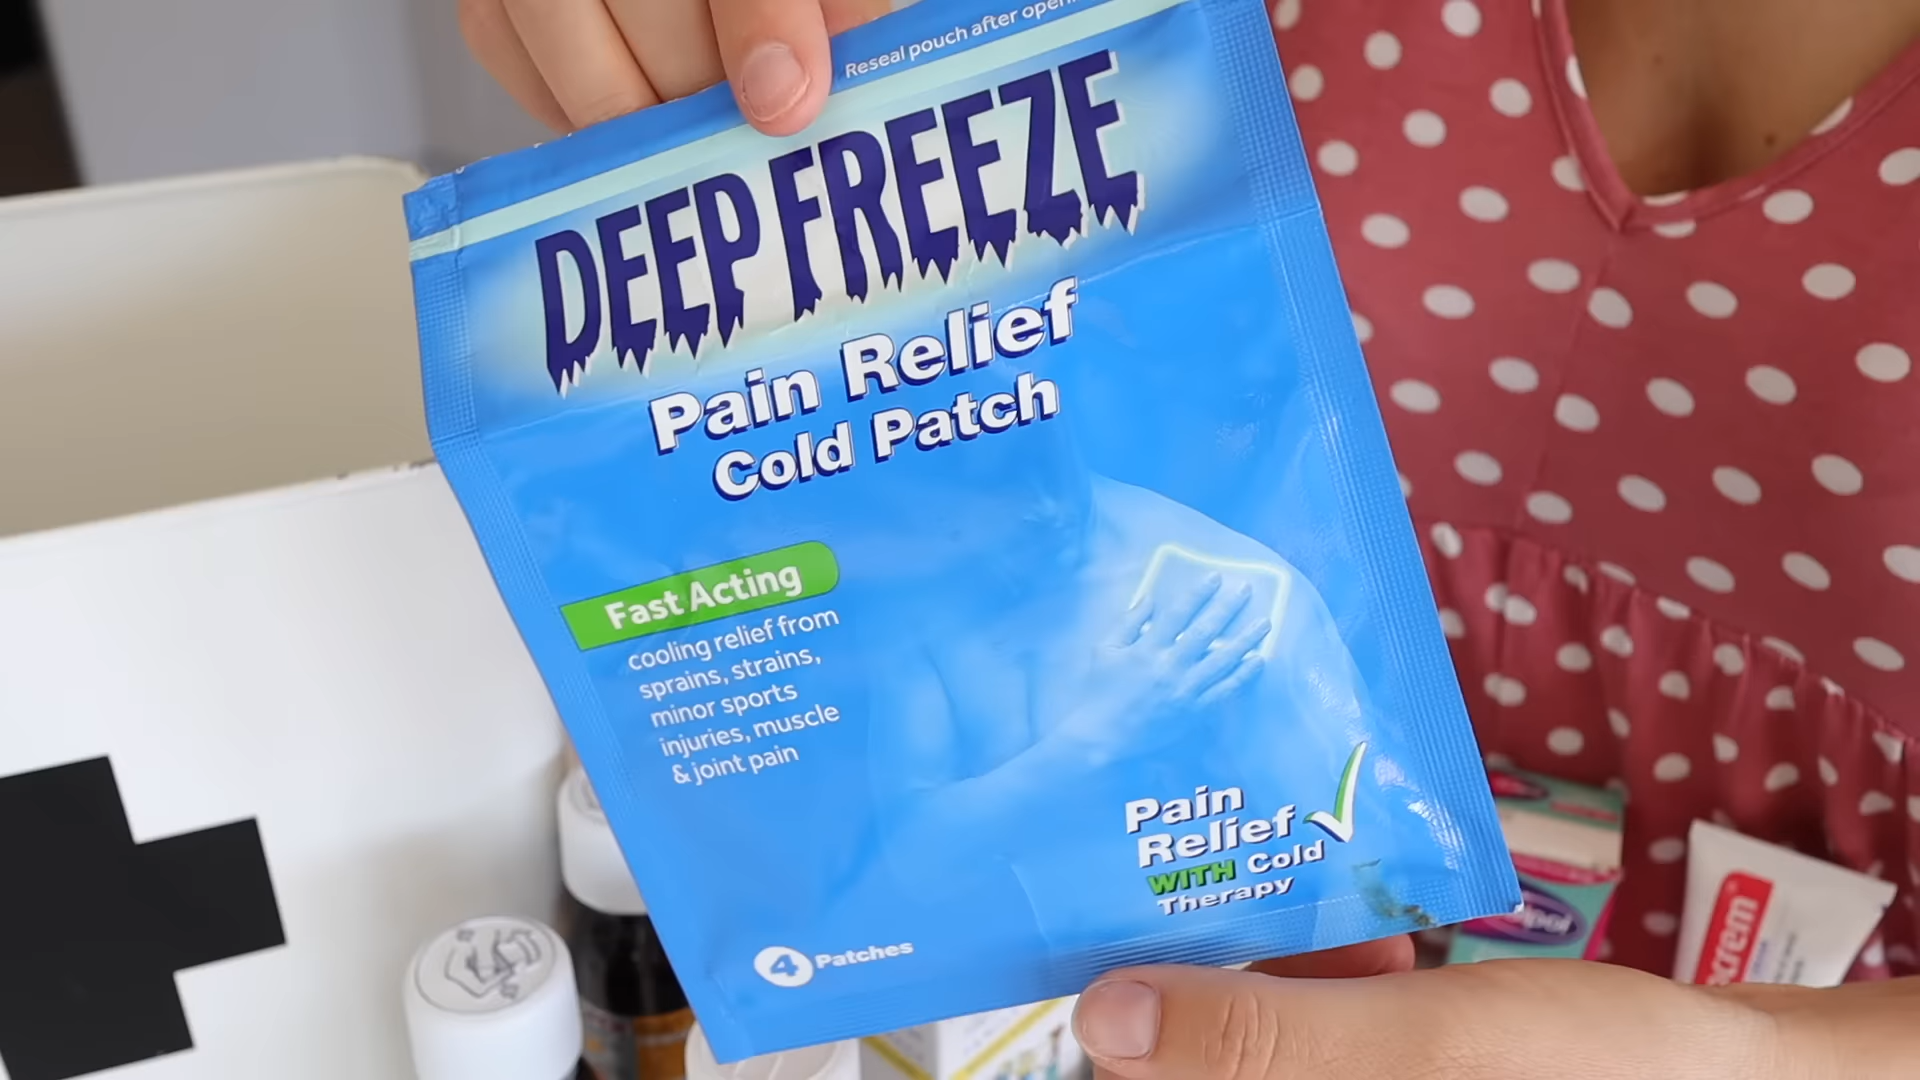 Reseal pouch after
DEEP FREEZE
Pain Relief
Cold Patch
Fast Acting
cooling relief from
sprains, strains,
minor sports
injuries, muscle
& joint pain
Pain
Relief
WITH Cold
Therapy
4 Patches